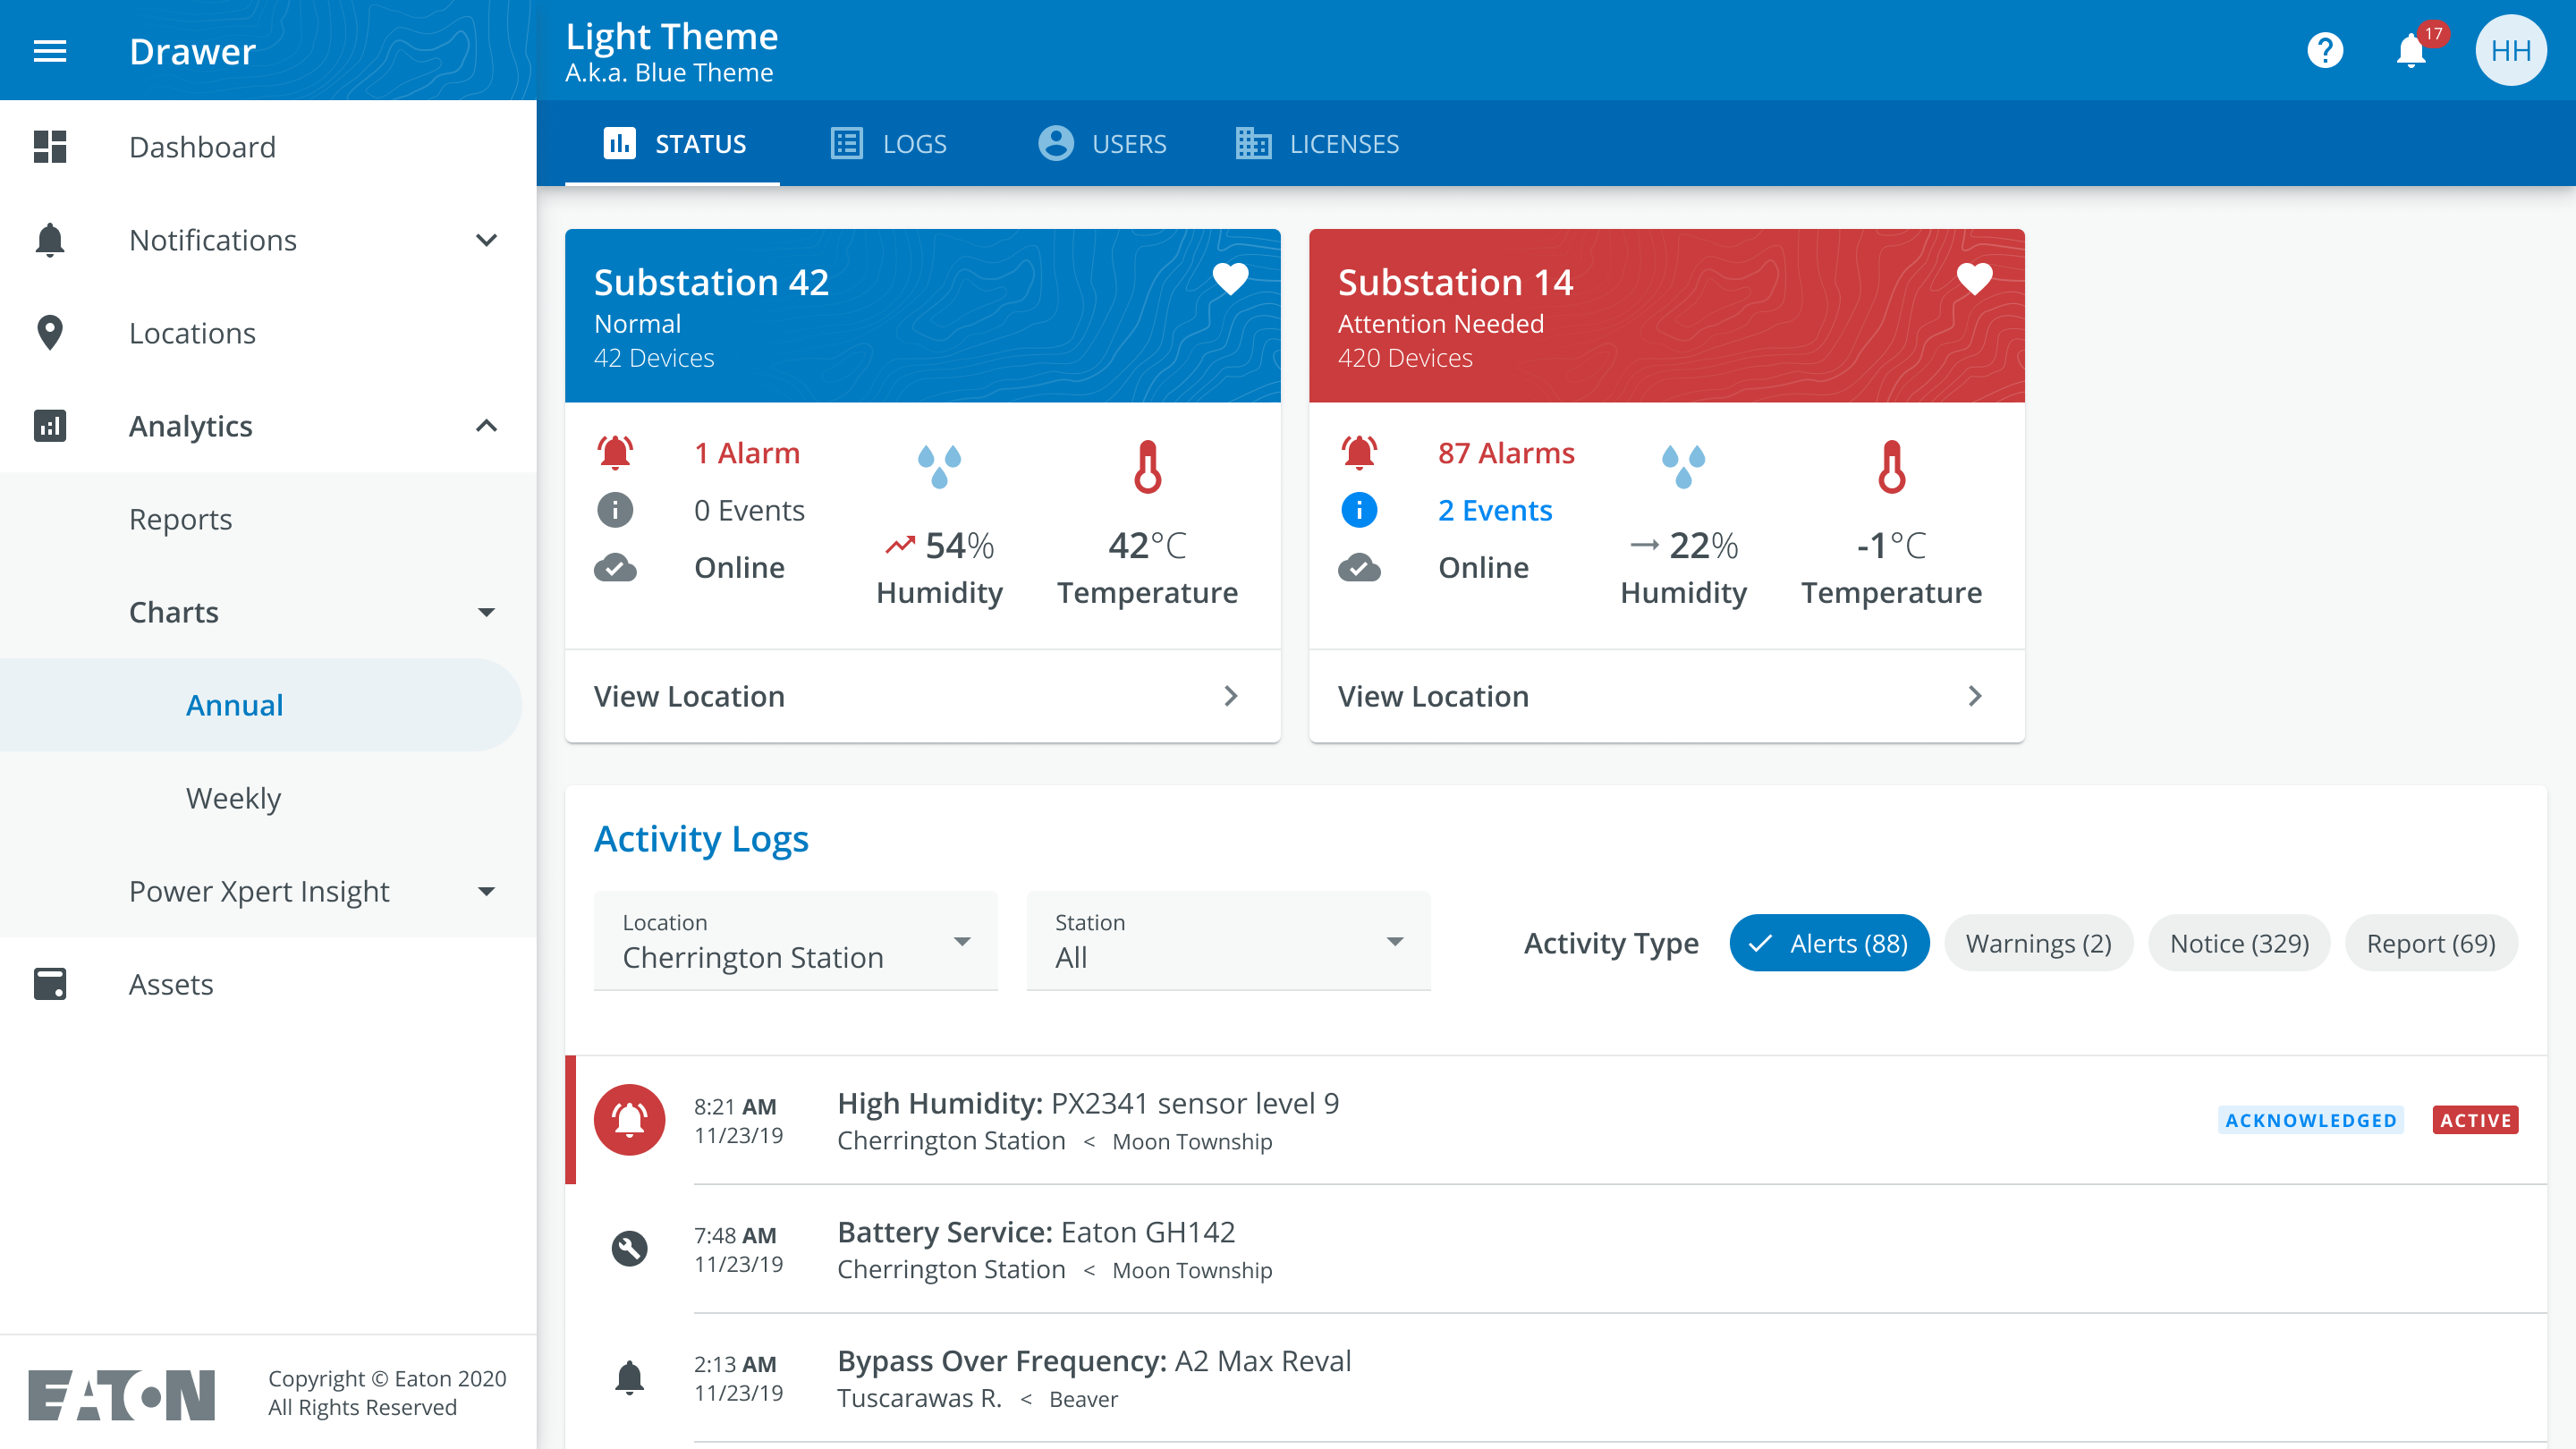 Drawer
Light Theme
A.k.a. Blue Theme
17
HH
STATUS
LOGS
USERS
LICENSES
Dashboard
Notifications
Locations
Analytics
Reports
Charts
Annual
Weekly
Power Xpert Insight
Assets
EATON
Copyright © Eaton 2020
All Rights Reserved
Substation 42
Normal
42 Devices
1 Alarm
0 Events
Online
54%
Humidity
42°C
Temperature
View Location
Substation 14
Attention Needed
420 Devices
87 Alarms
2 Events
Online
22%
Humidity
-1°C
Temperature
View Location
Activity Logs
Location
Cherrington Station
Station
All
Activity Type
Alerts (88)
Warnings (2)
Notice (329)
Report (69)
8:21 AM
11/23/19
High Humidity: PX2341 sensor level 9
Cherrington Station < Moon Township
ACKNOWLEDGED
ACTIVE
7:48 AM
11/23/19
Battery Service: Eaton GH142
Cherrington Station < Moon Township
2:13 AM
11/23/19
Bypass Over Frequency: A2 Max Reval
Tuscarawas R. < Beaver